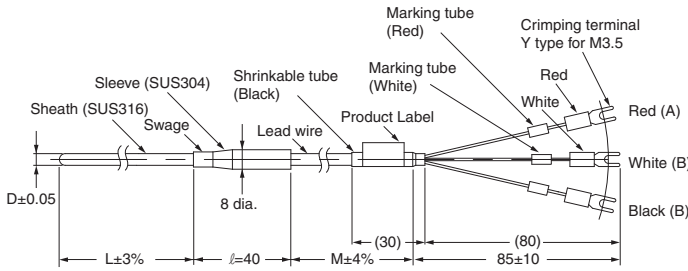 Marking tube
(Red)
Crimping terminal
Y type for M3.5
Sleeve (SUS304)
Shrinkable tube
(Black)
Marking tube
(White)
Red
White
Red (A)
Sheath (SUS316)
Swage
Lead wire
Product Label
White (B)
D±0.05
8 dia.
Black (B)
(30)
(80)
L±3%
ℓ=40
M±4%
85±10